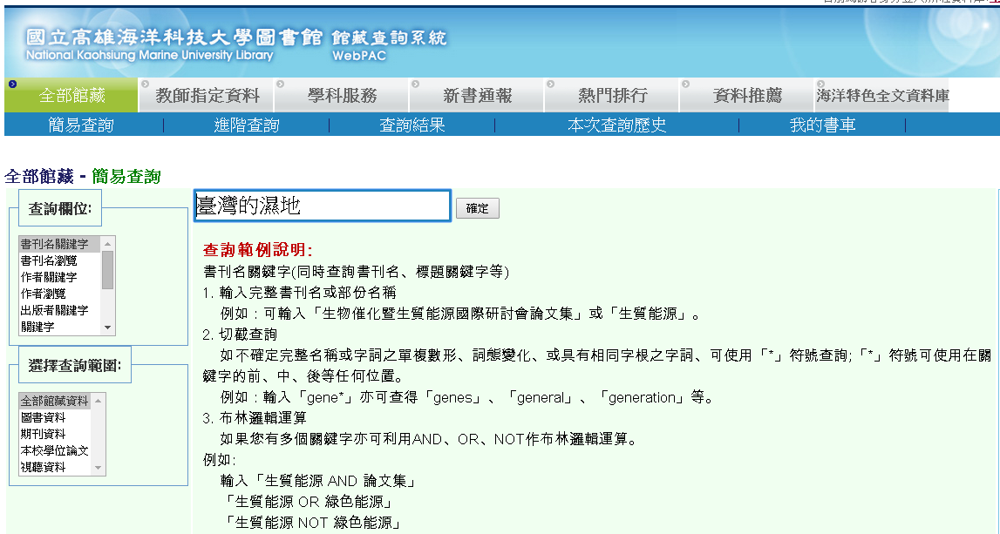 國立高雄海洋科技大學圖書館 館藏查詢系統
National Kaohsiung Marine University Library WebPAC
全部館藏 教師指定資料 學科服務 新書通報 熱門排行 資料推薦 海洋特色全文資料庫
簡易查詢 進階查詢 查詢結果 本次查詢歷史 我的書車
全部館藏 - 簡易查詢
查詢欄位:
書刊名關鍵字
書刊名瀏覽
作者關鍵字
作者瀏覽
出版者關鍵字
關鍵字
選擇查詢範圍:
全部館藏資料
圖書資料
期刊資料
本校學位論文
視聽資料
臺灣的濕地 確定
查詢範例說明:
書刊名關鍵字(同時查詢書刊名、標題關鍵字等)
1. 輸入完整書刊名或部份名稱
例如：可輸入「生物催化暨生質能源國際研討會論文集」或「生質能源」。
2. 切截查詢
如不確定完整名稱或字詞之單複數形、詞態變化、或具有相同字根之字詞、可使用「*」符號查詢;「*」符號可使用在關
鍵字的前、中、後等任何位置。
例如：輸入「gene*」亦可查得「genes」、「general」、「generation」等。
3. 布林邏輯運算
如果您有多個關鍵字亦可利用AND、OR、NOT作布林邏輯運算。
例如:
輸入「生質能源 AND 論文集」
「生質能源 OR 綠色能源」
「生質能源 NOT 綠色能源」